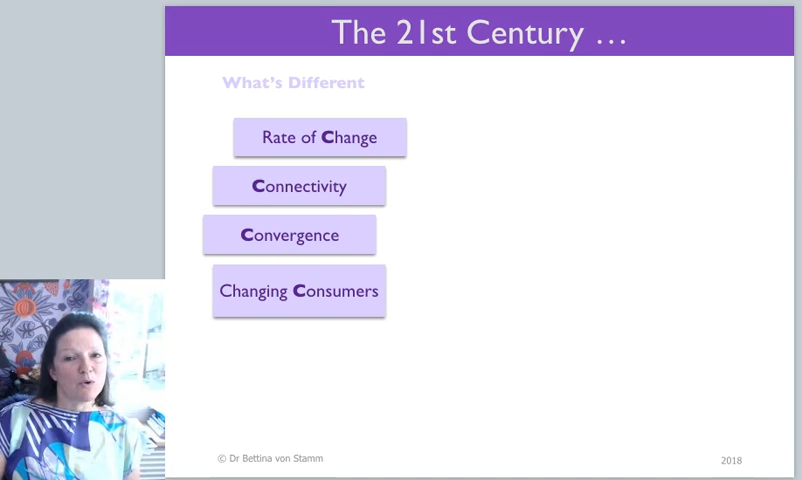 The 21st Century …
What's Different
Rate of Change
Connectivity
Convergence
Changing Consumers
© Dr Bettina von Stamm
2018